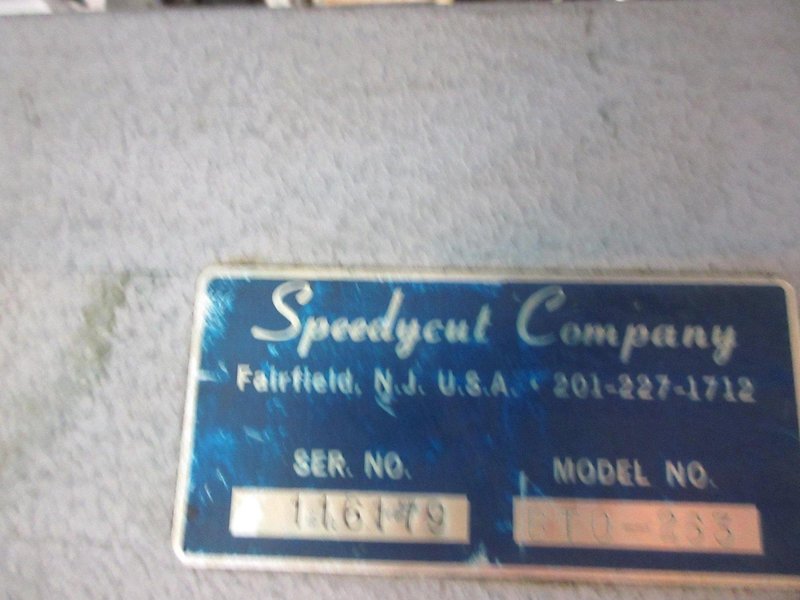 Speedycut Company
Fairfield, N.J. U.S.A. • 201-227-1712
SER. NO.
116179
MODEL NO.